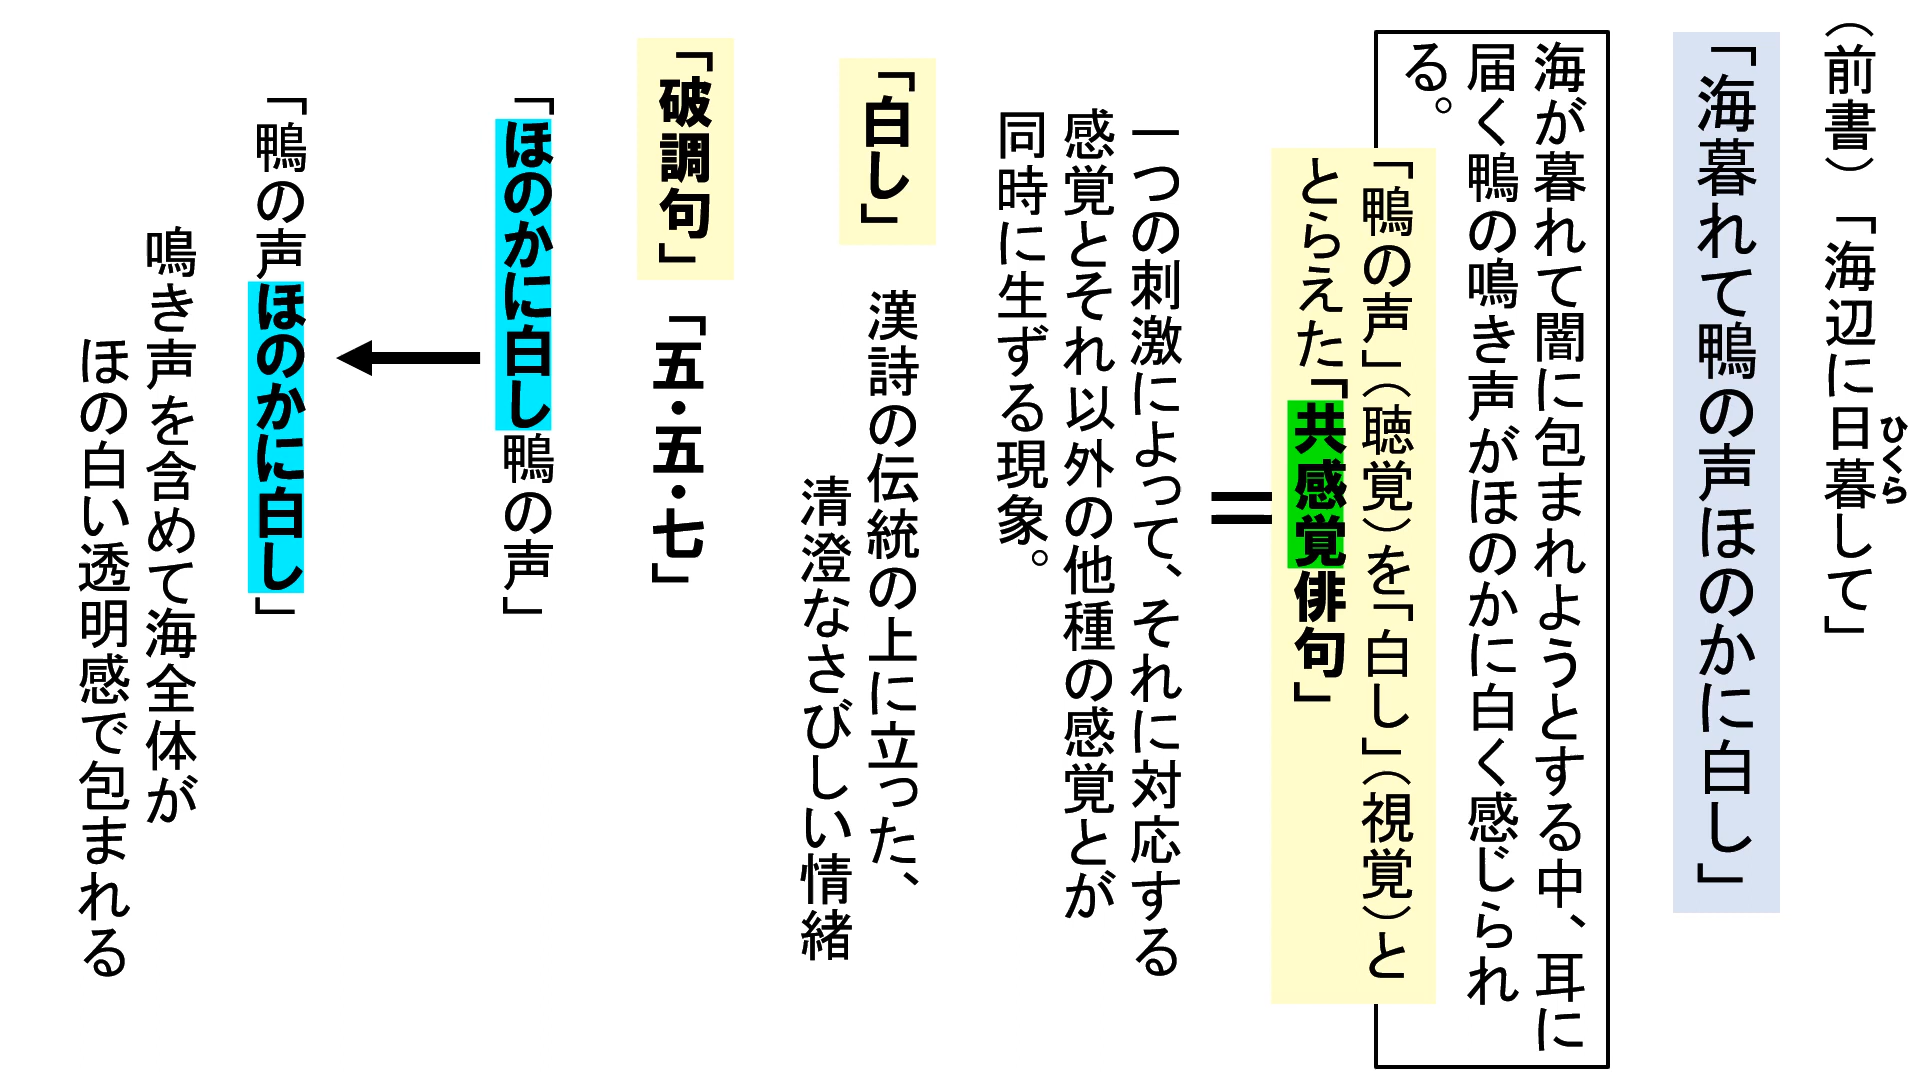 （前書）「海辺に日暮して」
ひくら
「海暮れて鴨の声ほのかに白し」
海が暮れて闇に包まれようとする中、耳に
届く鴨の鳴き声がほのかに白く感じられ
る。
「鴨の声」（聴覚）を「白し」（視覚）と
とらえた「共感覚俳句」
＝
一つの刺激によって、それに対応する
感覚とそれ以外の他種の感覚とが
同時に生ずる現象。
「白し」
漢詩の伝統の上に立った、
清澄なさびしい情緒
「破調句」「五・五・七」
「ほのかに白し鴨の声」
「鴨の声ほのかに白し」
鳴き声を含めて海全体が
ほの白い透明感で包まれる